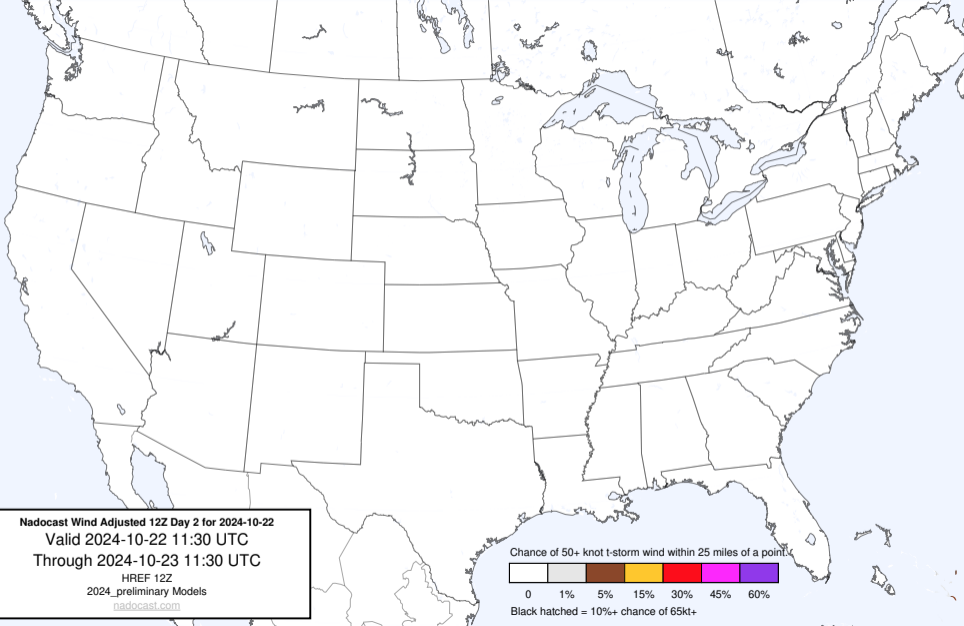 Nadocast Wind Adjusted 12Z Day 2 for 2024-10-22
Valid 2024-10-22 11:30 UTC
Through 2024-10-23 11:30 UTC
HREF 12Z
2024_preliminary Models
nadocast.com
Chance of 50+ knot t-storm wind within 25 miles of a point.
0 1% 5% 15% 30% 45% 60%
Black hatched = 10%+ chance of 65kt+